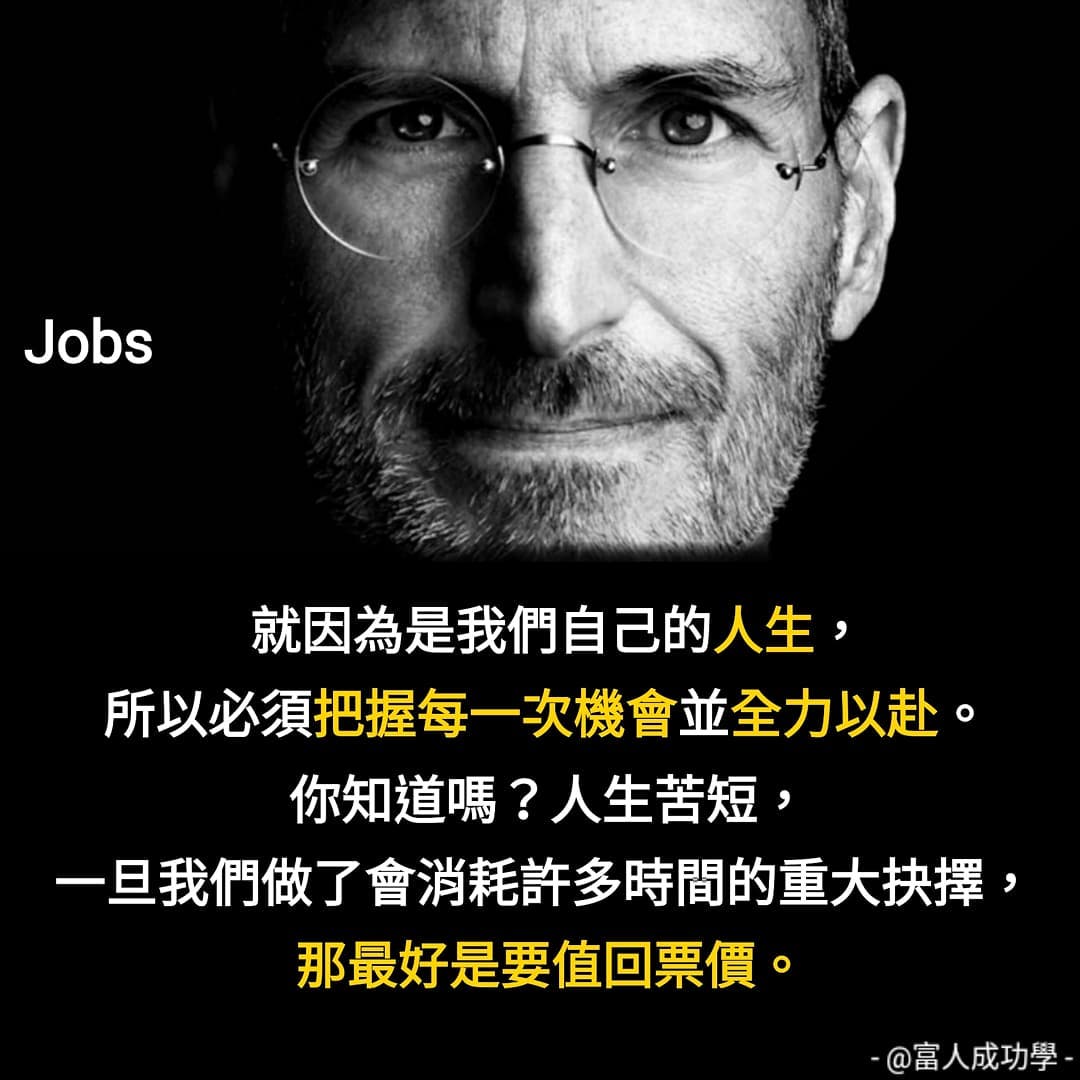 Jobs
就因為是我們自己的人生，
所以必須把握每一次機會並全力以赴。
你知道嗎？人生苦短，
一旦我們做了會消耗許多時間的重大抉擇，
那最好是要值回票價。
- @富人成功學 -